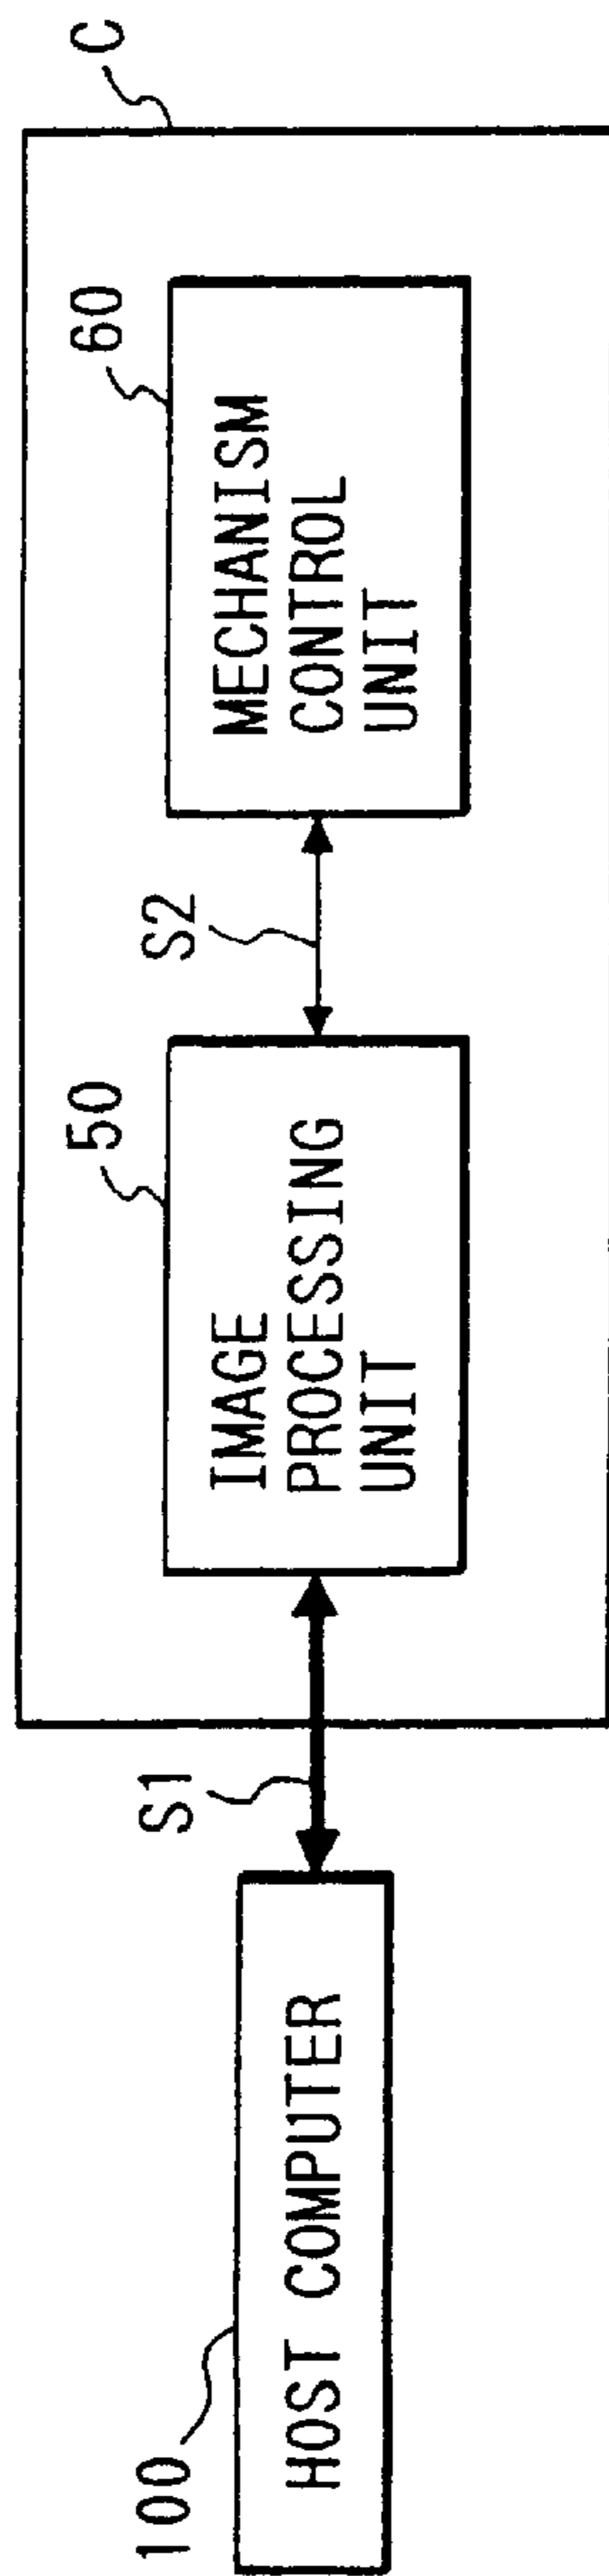 100
HOST COMPUTER
S1
C
50
IMAGE
PROCESSING
UNIT
S2
60
MECHANISM
CONTROL
UNIT